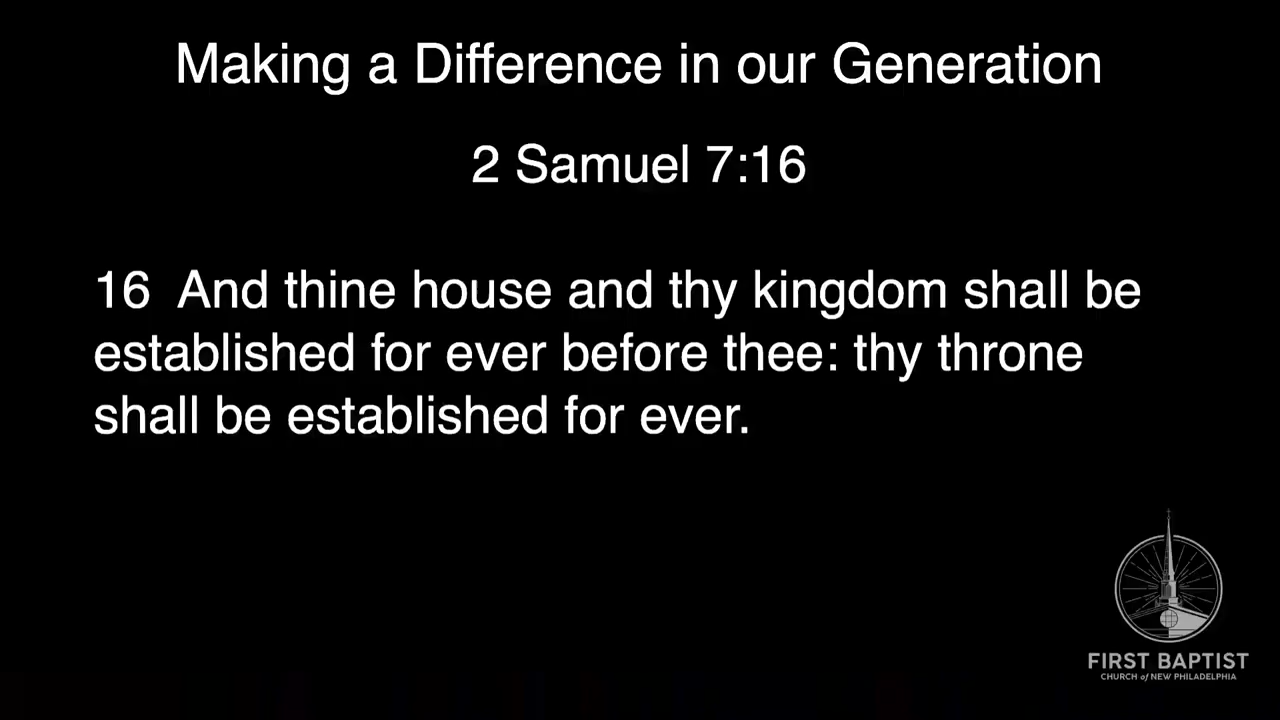 Making a Difference in our Generation
2 Samuel 7:16
16 And thine house and thy kingdom shall be
established for ever before thee: thy throne
shall be established for ever.
FIRST BAPTIST
CHURCH of NEW PHILADELPHIA